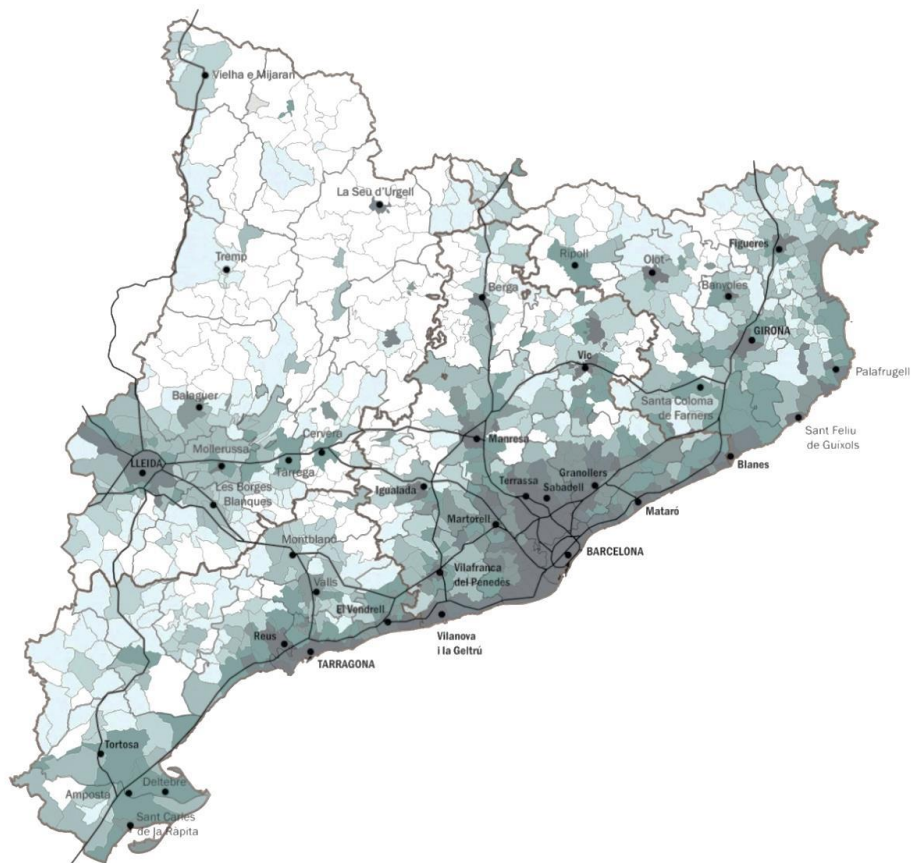 Vielha e Mijaran
La Seu d'Urgell
Tremp
Ripoll
Olot
Figueres
Banyoles
Berga
GIRONA
Vic
Palafrugell
Santa Coloma
de Farners
Sant Feliu
de Guíxols
Balaguer
Mollerussa
Cervera
Tàrrega
LLEIDA
Les Borges
Blanques
Manresa
Igualada
Terrassa
Granollers
Sabadell
Blanes
Mataró
Martorell
Montblanc
BARCELONA
Vilafranca
del Penedès
Valls
El Vendrell
Reus
Vilanova
i la Geltrú
TARRAGONA
Tortosa
Amposta
Deltebre
Sant Carles
de la Ràpita